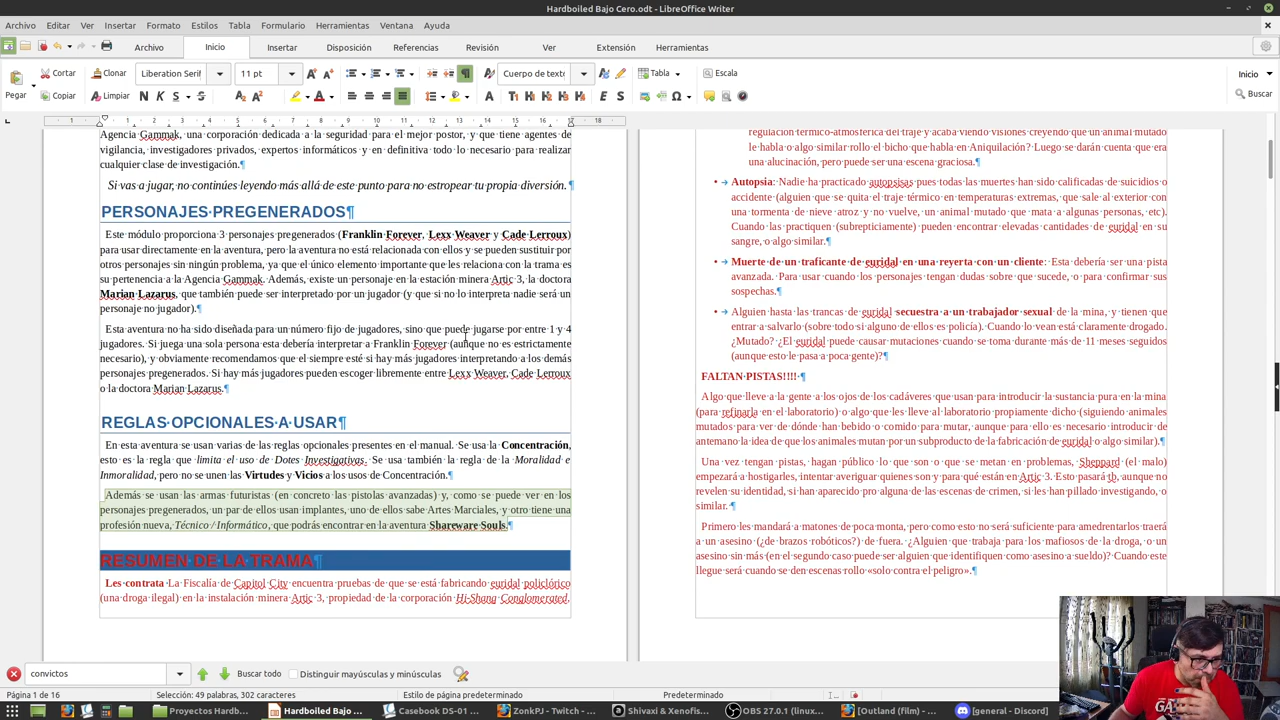 Hardboiled Bajo Cero.odt - LibreOffice Writer
Archivo Editar Ver Insertar Formato Estilos Tabla Formulario Herramientas Ventana Ayuda
Archivo Inicio Insertar Disposición Referencias Revisión Ver Extensión Herramientas
Pegar Cortar Clonar Liberation Serif 11 pt Cuerpo de texto Tabla Escala Inicio
Copiar Limpiar Buscar
Agencia Gammak, una corporación dedicada a la seguridad para el mejor postor, y que tiene agentes de
vigilancia, investigadores privados, expertos informáticos y en definitiva todo lo necesario para realizar
cualquier clase de investigación.¶
Si vas a jugar, no continúes leyendo más allá de este punto para no estropear tu propia diversión.¶
PERSONAJES PREGENERADOS¶
Este módulo proporciona 3 personajes pregenerados (Franklin Forever, Lexx Weaver y Cade Lerroux)
para usar directamente en la aventura, pero la aventura no está relacionada con ellos y se pueden sustituir por
otros personajes sin ningún problema, ya que el único elemento importante que les relaciona con la trama es
su pertenencia a la Agencia Gammak. Además, existe un personaje en la estación minera Artic 3, la doctora
Marian Lazarus, que también puede ser interpretado por un jugador (y que si no lo interpreta nadie será un
personaje no jugador).¶
Esta aventura no ha sido diseñada para un número fijo de jugadores, sino que puede jugarse por entre 1 y 4
jugadores. Si juega una sola persona esta debería interpretar a Franklin Forever (aunque no es estrictamente
necesario), y obviamente recomendamos que el siempre esté si hay más jugadores interpretando a los demás
personajes pregenerados. Si hay más jugadores pueden escoger libremente entre Lexx Weaver, Cade Lerroux
o la doctora Marian Lazarus.¶
REGLAS OPCIONALES A USAR¶
En esta aventura se usan varias de las reglas opcionales presentes en el manual. Se usa la Concentración,
esto es la regla que limita el uso de Dotes Investigativas. Se usa también la regla de la Moralidad e
Inmoralidad, pero no se unen las Virtudes y Vicios a los usos de Concentración.¶
Además se usan las armas futuristas (en concreto las pistolas avanzadas) y, como se puede ver en los
personajes pregenerados, un par de ellos usan implantes, uno de ellos sabe Artes Marciales, y otro tiene una
profesión nueva, Técnico / Informático, que podrás encontrar en la aventura Shareware Souls.¶
RESUMEN DE LA TRAMA¶
Les contrata La Fiscalía de Capitol City encuentra pruebas de que se está fabricando euridal policlórico
(una droga ilegal) en la instalación minera Artic 3, propiedad de la corporación Hi-Shang Conglomerated,
regulación térmico-atmosférica del traje y acaba viendo visiones creyendo que un animal mutado
le habla o algo similar rollo el bicho que habla en Aniquilación? Luego se darán cuenta que era
una alucinación, pero puede ser una escena graciosa.¶
• Autopsia: Nadie ha practicado autopsisas pues todas las muertes han sido calificadas de suicidios o
accidente (alguien que se quita el traje térmico en temperaturas extremas, que sale al exterior con
una tormenta de nieve atroz y no vuelve, un animal mutado que mata a algunas personas, etc).
Cuando las practiquen (subrepticiamente) pueden encontrar elevadas cantidades de euridal en su
sangre, o algo similar.¶
• Muerte de un traficante de euridal en una reyerta con un cliente: Esta debería ser una pista
avanzada. Para usar cuando los personajes tengan dudas sobre que sucede, o para confirmar sus
sospechas.¶
• Alguien hasta las trancas de euridal secuestra a un trabajador sexual de la mina, y tienen que
entrar a salvarlo (sobre todo si alguno de ellos es policía). Cuando lo vean está claramente drogado.
¿Mutado? ¿El euridal puede causar mutaciones cuando se toma durante más de 11 meses seguidos
(aunque esto le pasa a poca gente)?¶
FALTAN PISTAS!!!! ¶
Algo que lleve a la gente a los ojos de los cadáveres que usan para introducir la sustancia pura en la mina
(para refinarla en el laboratorio) o algo que les lleve al laboratorio propiamente dicho (siguiendo animales
mutados para ver de dónde han bebido o comido para mutar, aunque para ello es necesario introducir de
antemano la idea de que los animales mutan por un subproducto de la fabricación de euridal o algo similar).¶
Una vez tengan pistas, hagan público lo que son o que se metan en problemas, Sheppard (el malo)
empezará a hostigarles, intentar averiguar quienes son y para qué están en Artic 3. Esto pasará tb, aunque no
revelen su identidad, si han aparecido pro alguna de las escenas de crimen, si les han pillado investigando, o
similar.¶
Primero les mandará a matones de poca monta, pero como esto no será suficiente para amedrentarlos traerá
a un asesino (¿de brazos robóticos?) de fuera. ¿Alguien que trabaja para los mafiosos de la droga, o un
asesino sin más (en el segundo caso puede ser alguien que identifiquen como asesino a sueldo)? Cuando este
llegue será cuando se den escenas rollo «solo contra el peligro».¶
convictos Buscar todo Distinguir mayúsculas y minúsculas
Página 1 de 16 Selección: 49 palabras, 302 caracteres Estilo de página predeterminado Predeterminado
Proyectos Hardb... Hardboiled Bajo ... Casebook DS-01 ... ZonkPJ - Twitch - ... Shivaxi & Xenofis... OBS 27.0.1 (linux... [Outland (film) - ... [general - Discord]